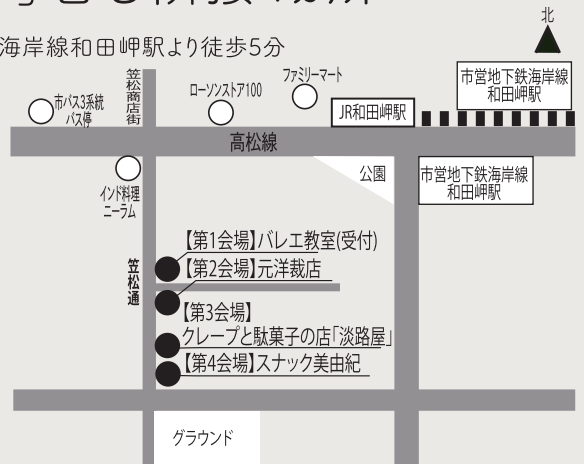 海岸線和田岬駅より徒歩5分
北
市バス3系統
バス停
笠松商店街
ローソンストア100
ファミリーマート
JR和田岬駅
市営地下鉄海岸線
和田岬駅
高松線
インド料理
ニーラム
公園
市営地下鉄海岸線
和田岬駅
笠松通
【第1会場】バレエ教室(受付)
【第2会場】元洋裁店
【第3会場】
クレープと駄菓子の店「淡路屋」
【第4会場】スナック美由紀
グラウンド